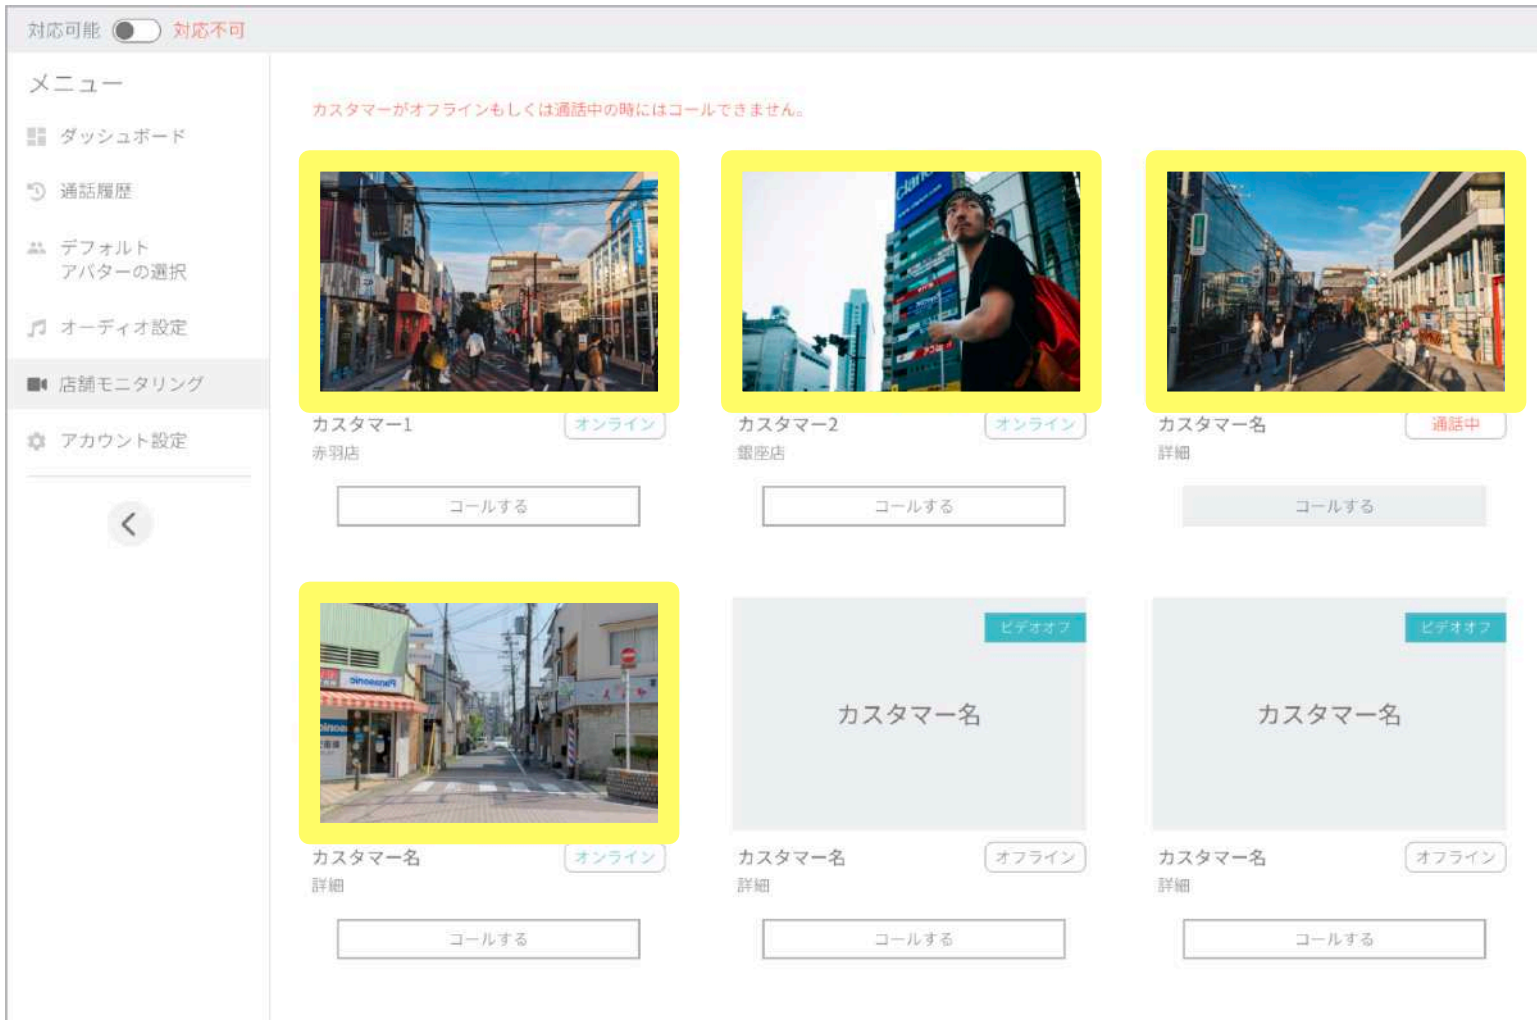 対応可能 対応不可
メニュー
ダッシュボード
通話履歴
デフォルト
アバターの選択
オーディオ設定
店舗モニタリング
アカウント設定
カスタマーがオフラインもしくは通話中の時にはコールできません。
カスタマー1 オンライン
赤羽店
コールする
カスタマー2 オンライン
銀座店
コールする
カスタマー名 通話中
詳細
コールする
Panasonic
カスタマー名 オンライン
詳細
コールする
ビデオオフ
カスタマー名
カスタマー名 オフライン
詳細
コールする
ビデオオフ
カスタマー名
カスタマー名 オフライン
詳細
コールする